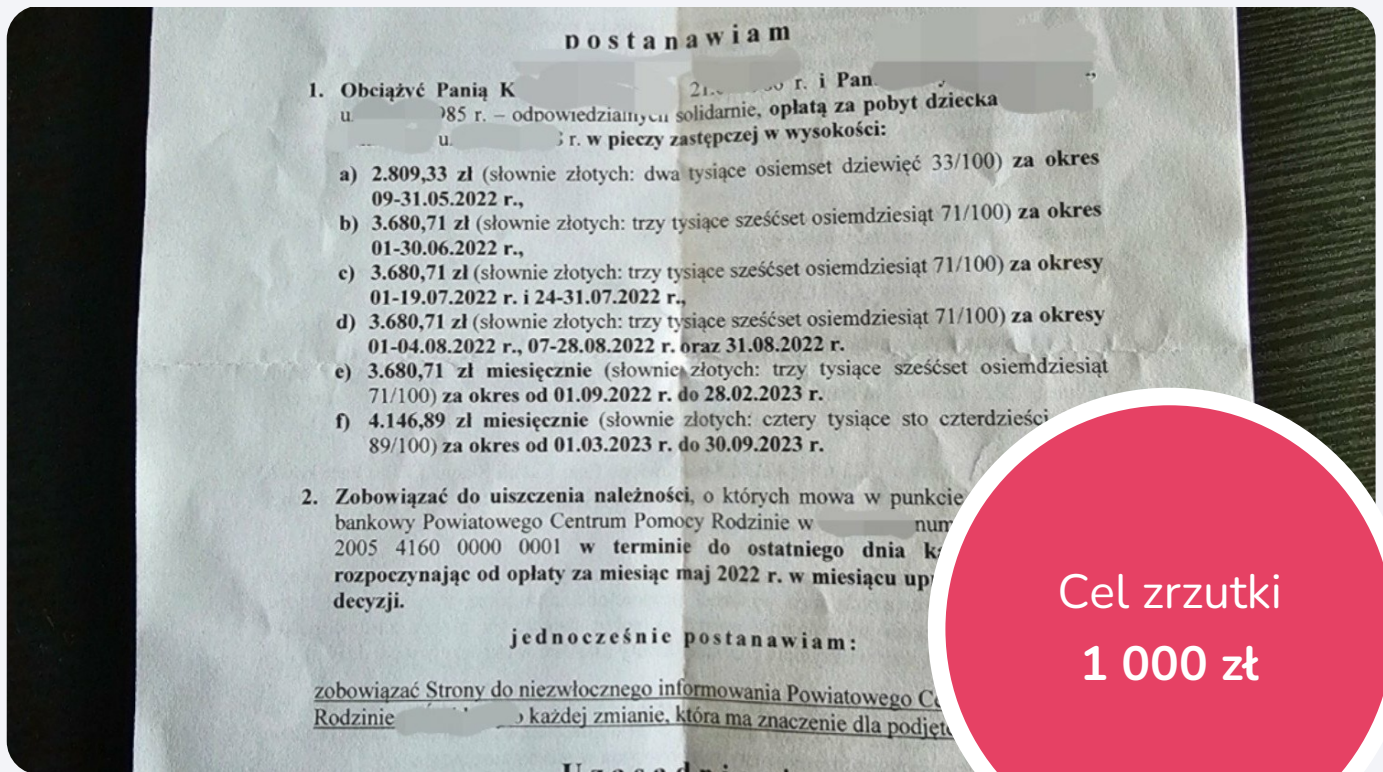 postanawiam
1. Obciążyć Panią K r. i Pan
985 r. – odpowiedzialnych solidarnie, opłatą za pobyt dziecka
r. w pieczy zastępczej w wysokości:
a) 2.809,33 zł (słownie złotych: dwa tysiące osiemset dziewięć 33/100) za okres
09-31.05.2022 r.,
b) 3.680,71 zł (słownie złotych: trzy tysiące sześćset osiemdziesiąt 71/100) za okres
01-30.06.2022 r.,
c) 3.680,71 zł (słownie złotych: trzy tysiące sześćset osiemdziesiąt 71/100) za okresy
01-19.07.2022 r. i 24-31.07.2022 r.,
d) 3.680,71 zł (słownie złotych: trzy tysiące sześćset osiemdziesiąt 71/100) za okresy
01-04.08.2022 r., 07-28.08.2022 r. oraz 31.08.2022 r.
e) 3.680,71 zł miesięcznie (słownie złotych: trzy tysiące sześćset osiemdziesiąt
71/100) za okres od 01.09.2022 r. do 28.02.2023 r.
f) 4.146,89 zł miesięcznie (słownie złotych: cztery tysiące sto czterdzieści
89/100) za okres od 01.03.2023 r. do 30.09.2023 r.
2. Zobowiązać do uiszczenia należności, o których mowa w punkcie
bankowy Powiatowego Centrum Pomocy Rodzinie w num
2005 4160 0000 0001 w terminie do ostatniego dnia
rozpoczynając od opłaty za miesiąc maj 2022 r. w miesiącu upr
decyzji.
jednocześnie postanawiam:
zobowiązać Strony do niezwłocznego informowania Powiatowego Ce
Rodzinie o każdej zmianie, która ma znaczenie dla podjęte
Cel zrzutki
1 000 zł